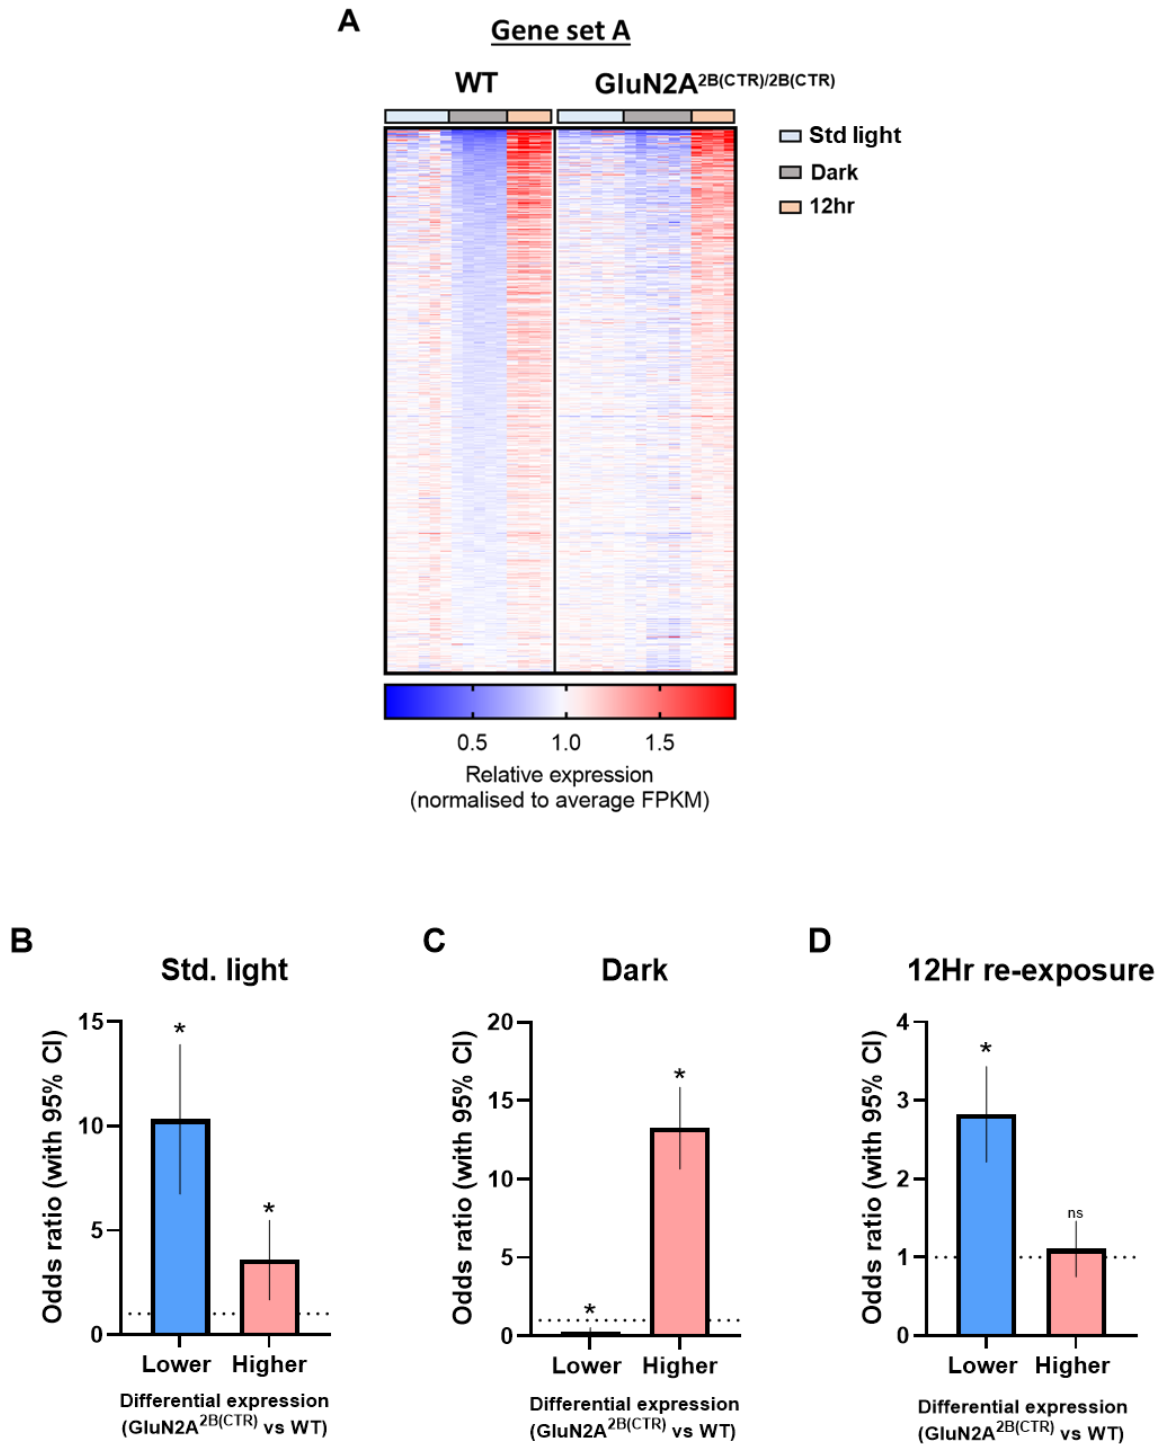 A
Gene set A
WT
GluN2A2B(CTR)/2B(CTR)
Std light
Dark
12hr
0.5 1.0 1.5
Relative expression
(normalised to average FPKM)
B
Std. light
Odds ratio (with 95% CI)
15
10
5
0
*
*
Lower Higher
Differential expression
(GluN2A2B(CTR) vs WT)
C
Dark
Odds ratio (with 95% CI)
20
15
10
5
0
*
*
Lower Higher
Differential expression
(GluN2A2B(CTR) vs WT)
D
12Hr re-exposure
Odds ratio (with 95% CI)
4
3
2
1
0
*
ns
Lower Higher
Differential expression
(GluN2A2B(CTR) vs WT)